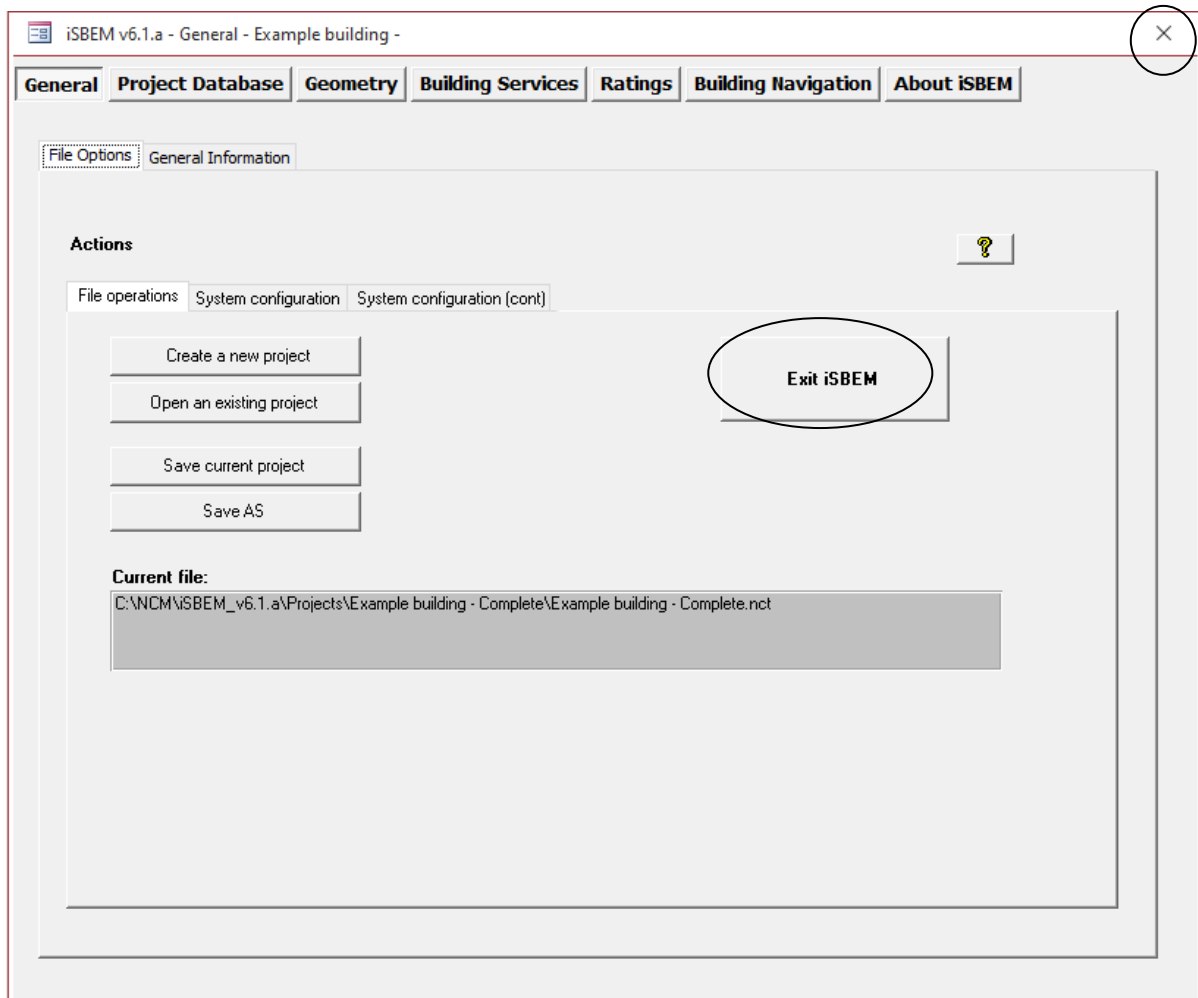 iSBEM v6.1.a - General - Example building -
General Project Database Geometry Building Services Ratings Building Navigation About iSBEM
File Options General Information
Actions
?
File operations System configuration System configuration (cont)
Create a new project
Exit iSBEM
Open an existing project
Save current project
Save AS
Current file:
C:\NCM\iSBEM_v6.1.a\Projects\Example building - Complete\Example building - Complete.nct